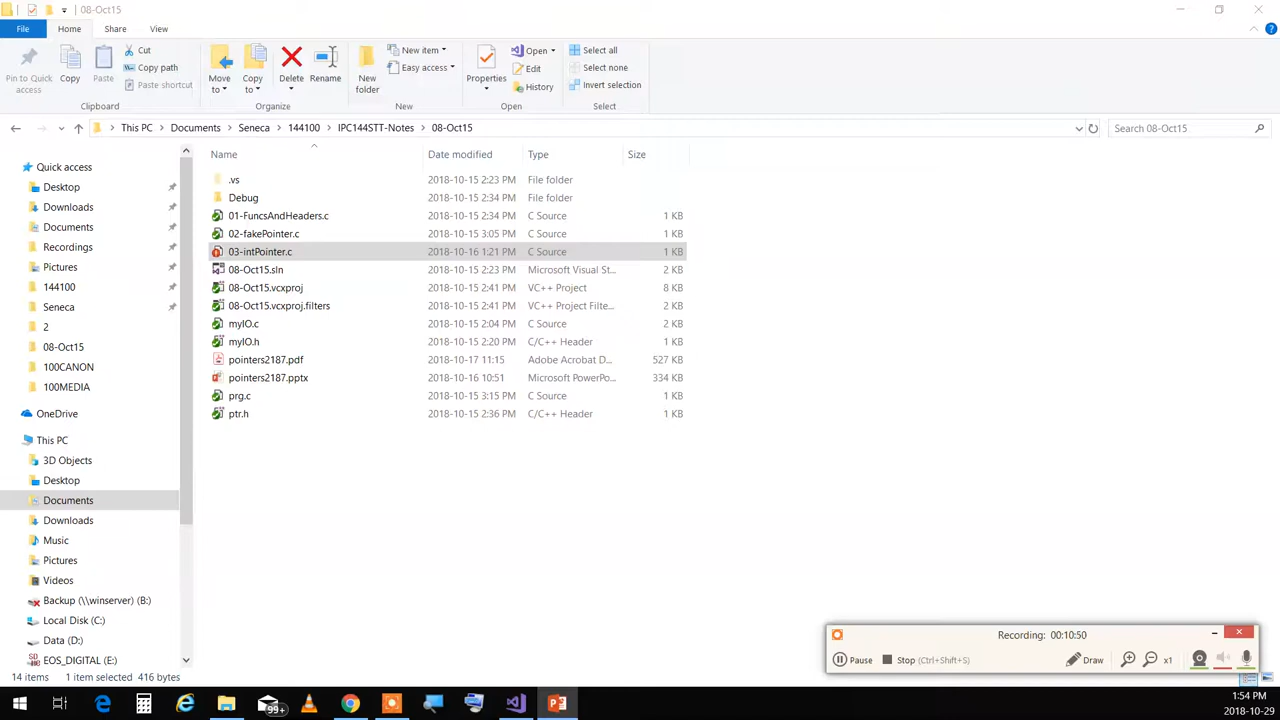 08-Oct15
File Home Share View
Pin to Quick access
Copy
Paste
Cut
Copy path
Paste shortcut
Clipboard
Move to
Copy to
Delete
Rename
Organize
New folder
New item
Easy access
New
Properties
Open
Edit
History
Open
Select all
Select none
Invert selection
Select
This PC > Documents > Seneca > 144100 > IPC144STT-Notes > 08-Oct15
Search 08-Oct15
Quick access
Desktop
Downloads
Documents
Recordings
Pictures
144100
Seneca
2
08-Oct15
100CANON
100MEDIA
OneDrive
This PC
3D Objects
Desktop
Documents
Downloads
Music
Pictures
Videos
Backup (\\winserver) (B:)
Local Disk (C:)
Data (D:)
EOS_DIGITAL (E:)
Name Date modified Type Size
.vs 2018-10-15 2:23 PM File folder
Debug 2018-10-15 2:34 PM File folder
01-FuncsAndHeaders.c 2018-10-15 2:34 PM C Source 1 KB
02-fakePointer.c 2018-10-15 3:05 PM C Source 1 KB
03-intPointer.c 2018-10-16 1:21 PM C Source 1 KB
08-Oct15.sln 2018-10-15 2:23 PM Microsoft Visual St... 2 KB
08-Oct15.vcxproj 2018-10-15 2:41 PM VC++ Project 8 KB
08-Oct15.vcxproj.filters 2018-10-15 2:41 PM VC++ Project Filte... 2 KB
myIO.c 2018-10-15 2:04 PM C Source 2 KB
myIO.h 2018-10-15 2:20 PM C/C++ Header 1 KB
pointers2187.pdf 2018-10-17 11:15 Adobe Acrobat D... 527 KB
pointers2187.pptx 2018-10-16 10:51 Microsoft PowerPo... 334 KB
prg.c 2018-10-15 3:15 PM C Source 1 KB
ptr.h 2018-10-15 2:36 PM C/C++ Header 1 KB
Recording: 00:10:50
Pause Stop (Ctrl+Shift+S) Draw x1
14 items 1 item selected 416 bytes
99+
1:54 PM
2018-10-29